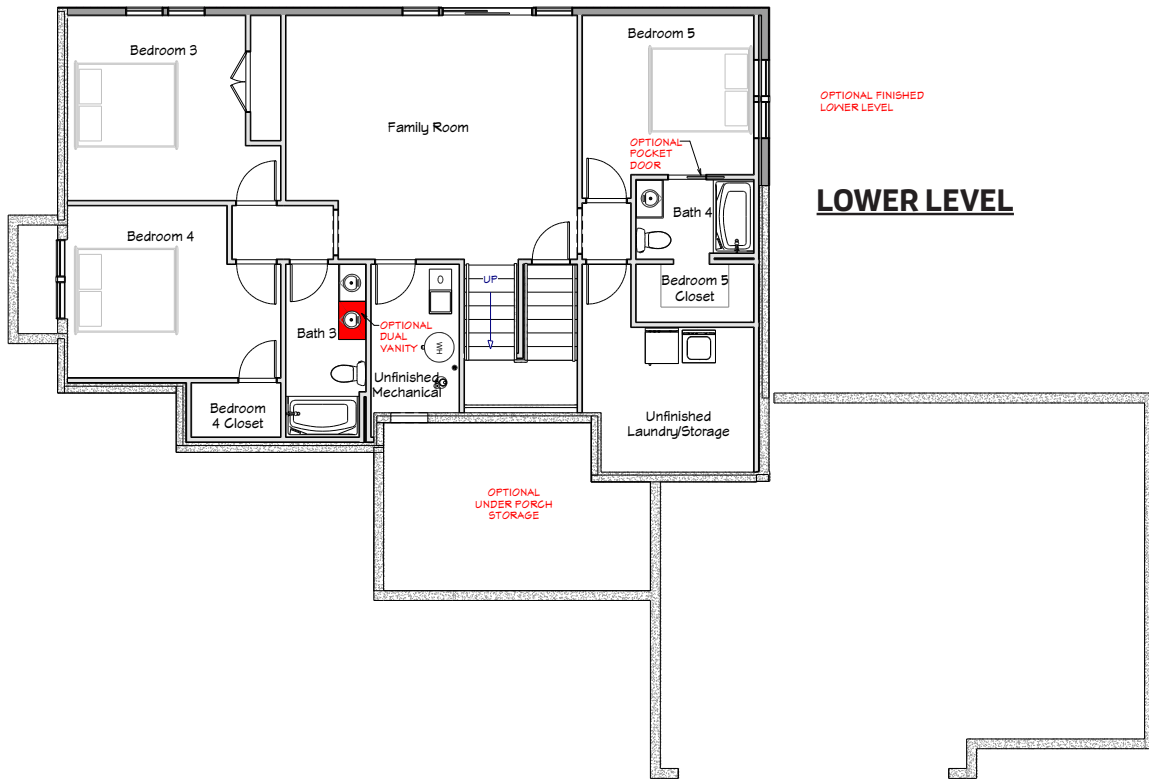 Bedroom 3
Bedroom 5
Family Room
OPTIONAL FINISHED
LOWER LEVEL
OPTIONAL
POCKET
DOOR
LOWER LEVEL
Bath 4
Bedroom 4
UP
Bedroom 5
Closet
Bath 3
OPTIONAL
DUAL
VANITY
WH
Unfinished
Mechanical
Bedroom
4 Closet
Unfinished
Laundry/Storage
OPTIONAL
UNDER PORCH
STORAGE